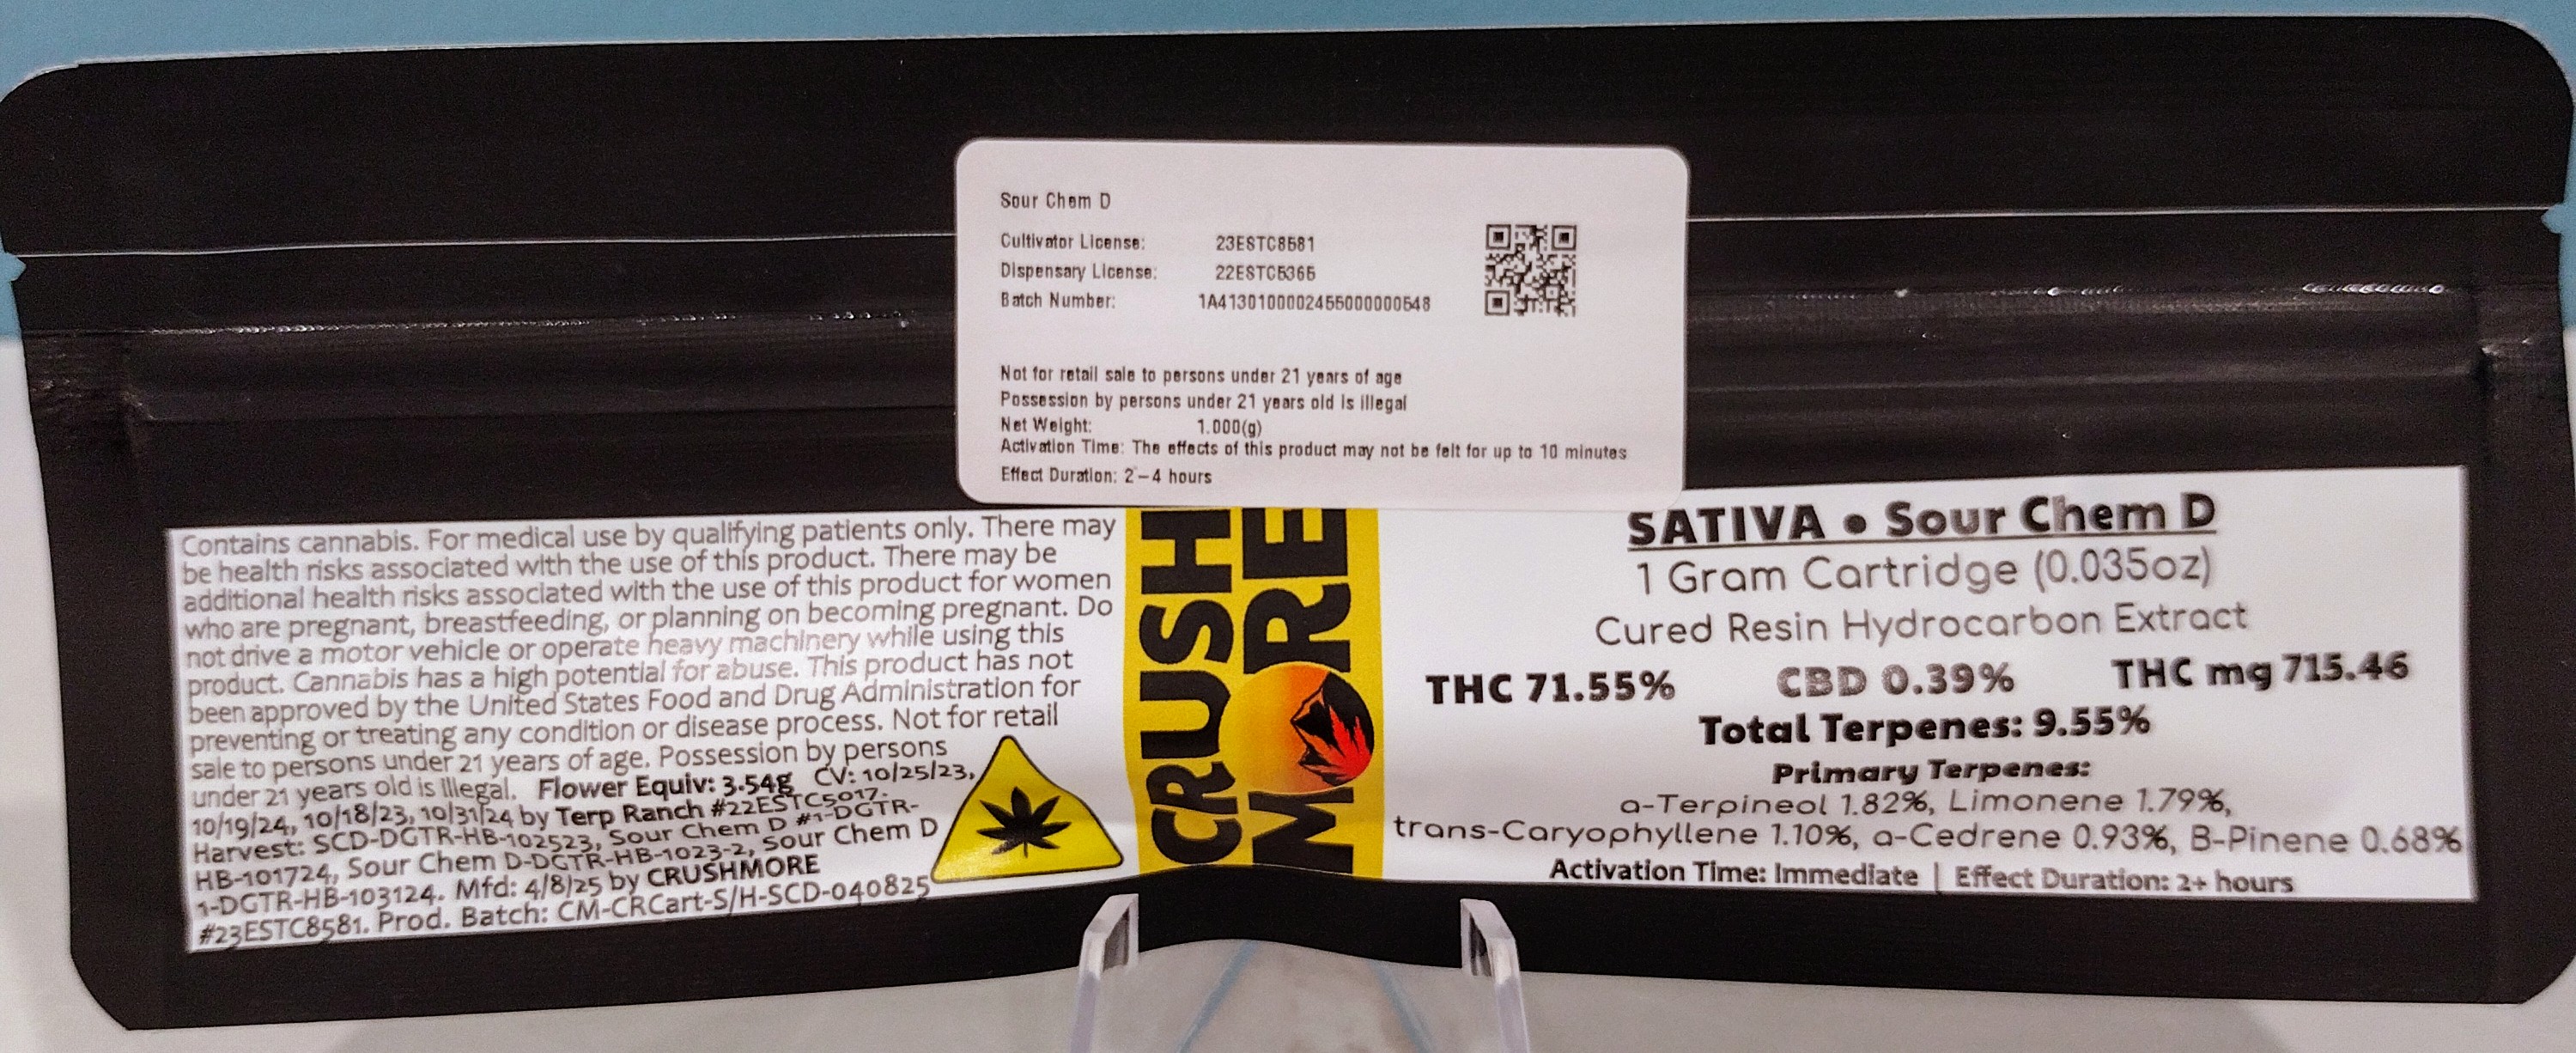 Sour Chem D
Cultivator License: 23ESTC8581
Dispensary License: 22ESTC5365
Batch Number: 1A4130100002455000000548
Not for retail sale to persons under 21 years of age
Possession by persons under 21 years old is illegal
Net Weight: 1.000(g)
Activation Time: The effects of this product may not be felt for up to 10 minutes
Effect Duration: 2-4 hours
Contains cannabis. For medical use by qualifying patients only. There may
be health risks associated with the use of this product. There may be
additional health risks associated with the use of this product for women
who are pregnant, breastfeeding, or planning on becoming pregnant. Do
not drive a motor vehicle or operate heavy machinery while using this
product. Cannabis has a high potential for abuse. This product has not
been approved by the United States Food and Drug Administration for
preventing or treating any condition or disease process. Not for retail
sale to persons under 21 years of age. Possession by persons
under 21 years old is illegal. Flower Equiv: 3.54g CV: 10/25/23,
10/19/24, 10/18/23, 10/31/24 by Terp Ranch #22ESTC5017.
Harvest: SCD-DGTR-HB-102523, Sour Chem D #1-DGTR-
HB-101724, Sour Chem D-DGTR-HB-1023-2, Sour Chem D
1-DGTR-HB-103124. Mfd: 4/8/25 by CRUSHMORE
#23ESTC8581. Prod. Batch: CM-CRCart-S/H-SCD-040825
CRUSH
MORE
SATIVA • Sour Chem D
1 Gram Cartridge (0.035oz)
Cured Resin Hydrocarbon Extract
THC 71.55% CBD 0.39% THC mg 715.46
Total Terpenes: 9.55%
Primary Terpenes:
a-Terpineol 1.82%, Limonene 1.79%,
trans-Caryophyllene 1.10%, a-Cedrene 0.93%, B-Pinene 0.68%
Activation Time: Immediate | Effect Duration: 2+ hours